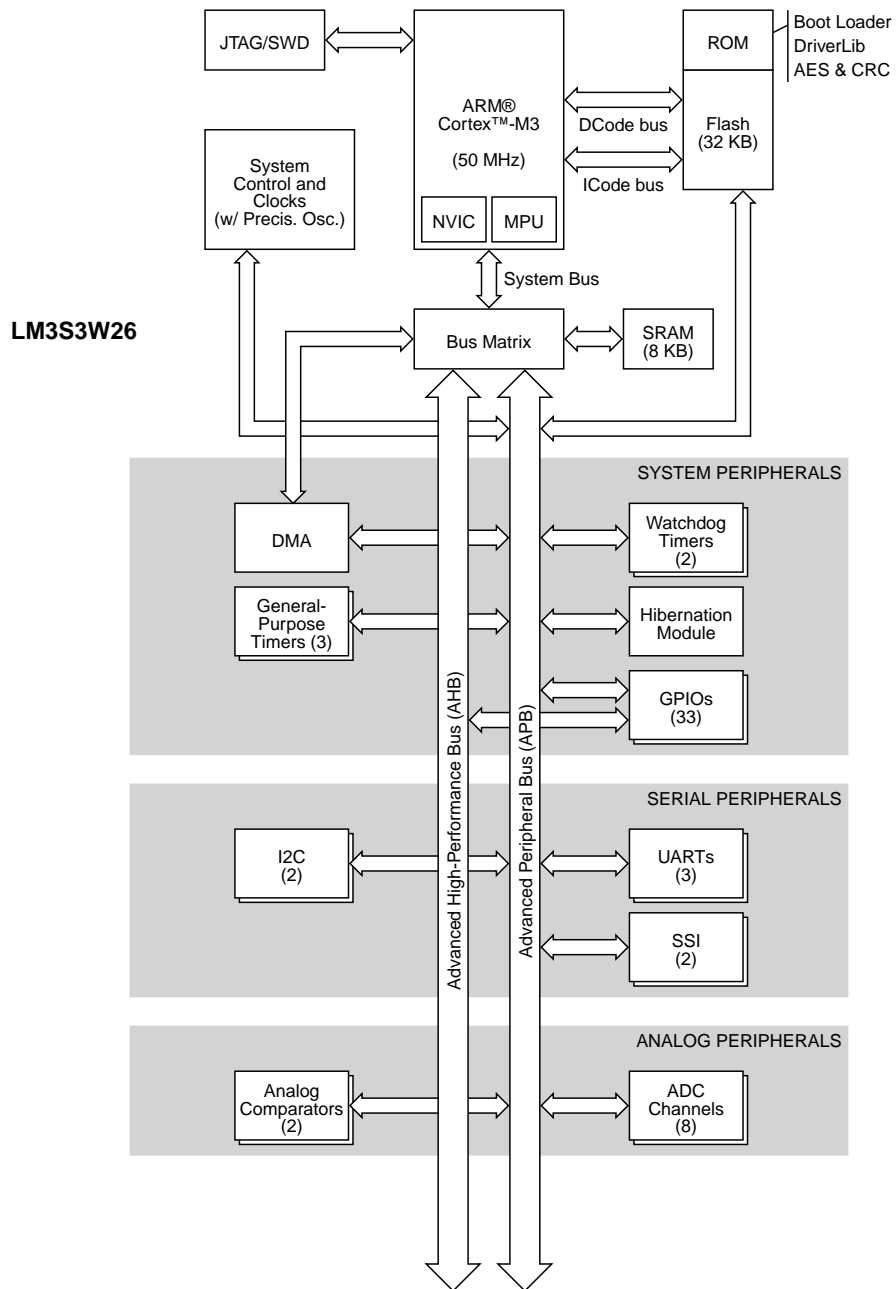 JTAG/SWD
ARM®
Cortex™-M3
(50 MHz)
NVIC
MPU
ROM
Boot Loader
DriverLib
AES & CRC
DCode bus
ICode bus
Flash
(32 KB)
System
Control and
Clocks
(w/ Precis. Osc.)
System Bus
LM3S3W26
Bus Matrix
SRAM
(8 KB)
SYSTEM PERIPHERALS
DMA
Watchdog
Timers
(2)
General-
Purpose
Timers (3)
Hibernation
Module
GPIOs
(33)
Advanced High-Performance Bus (AHB)
Advanced Peripheral Bus (APB)
SERIAL PERIPHERALS
I2C
(2)
UARTs
(3)
SSI
(2)
ANALOG PERIPHERALS
Analog
Comparators
(2)
ADC
Channels
(8)